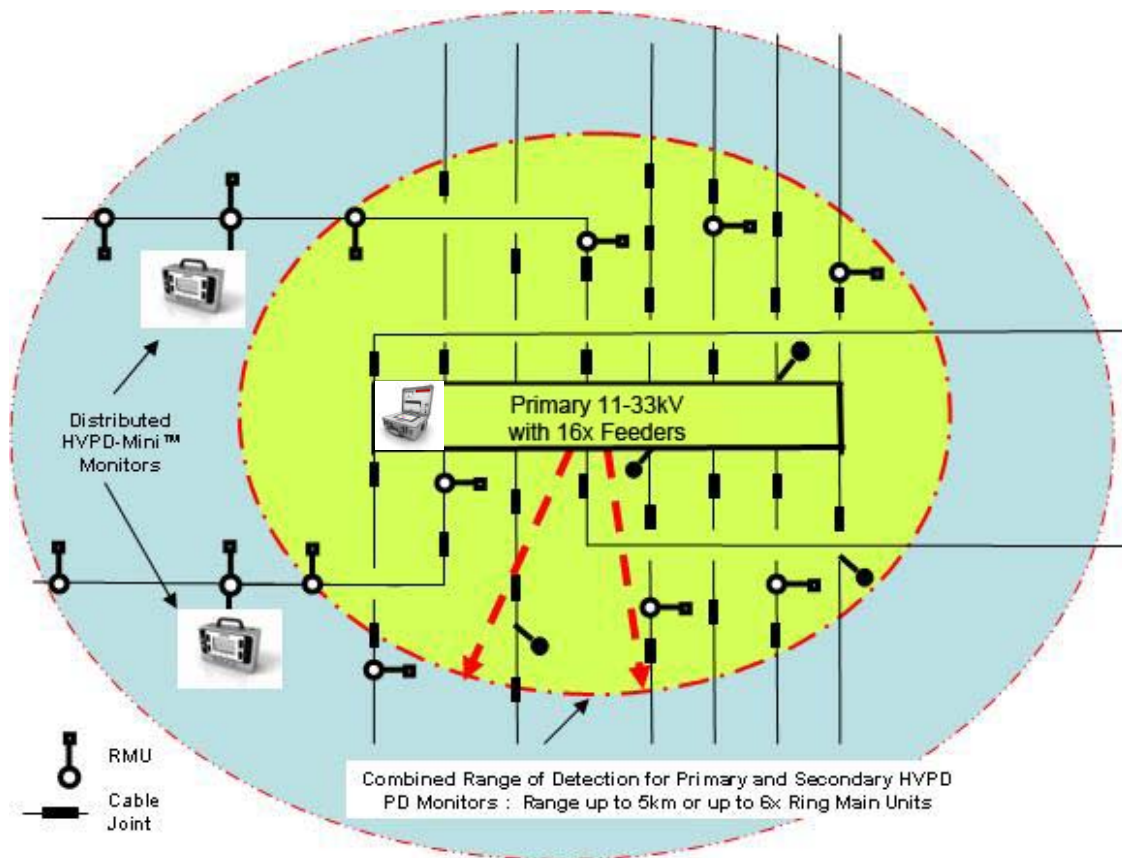 Primary 11-33kV
with 16x Feeders
Distributed
HVPD-Mini™
Monitors
RMU
Cable
Joint
Combined Range of Detection for Primary and Secondary HVPD
PD Monitors : Range up to 5km or up to 6x Ring Main Units